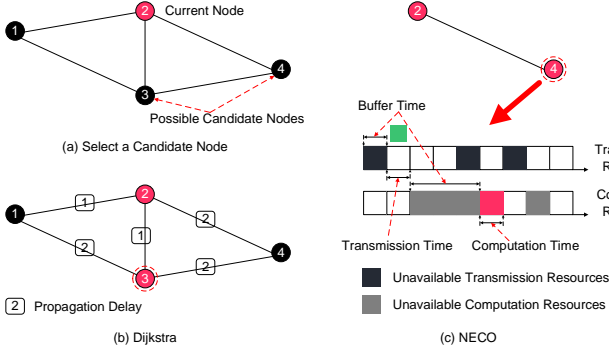 2
Current Node
1
3
4
Possible Candidate Nodes
(a) Select a Candidate Node
2
4
Buffer Time
Tra
R
Co
R
Transmission Time
Computation Time
Unavailable Transmission Resources
Unavailable Computation Resources
(c) NECO
2
1
1
2
2
1
4
2
2
3
2
Propagation Delay
(b) Dijkstra